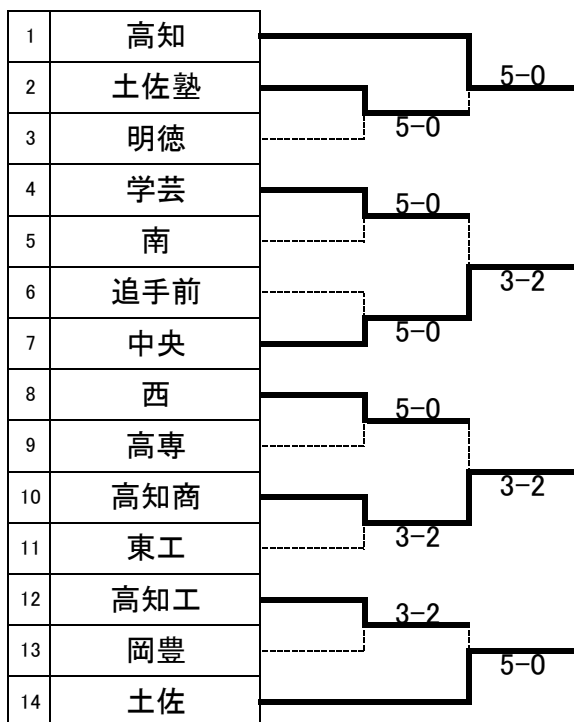 1 高知
5-0
2 土佐塾
5-0
3 明徳
4 学芸
5-0
5 南
6 追手前
3-2
5-0
7 中央
8 西
5-0
9 高専
10 高知商
3-2
3-2
11 東工
12 高知工
3-2
13 岡豊
5-0
14 土佐